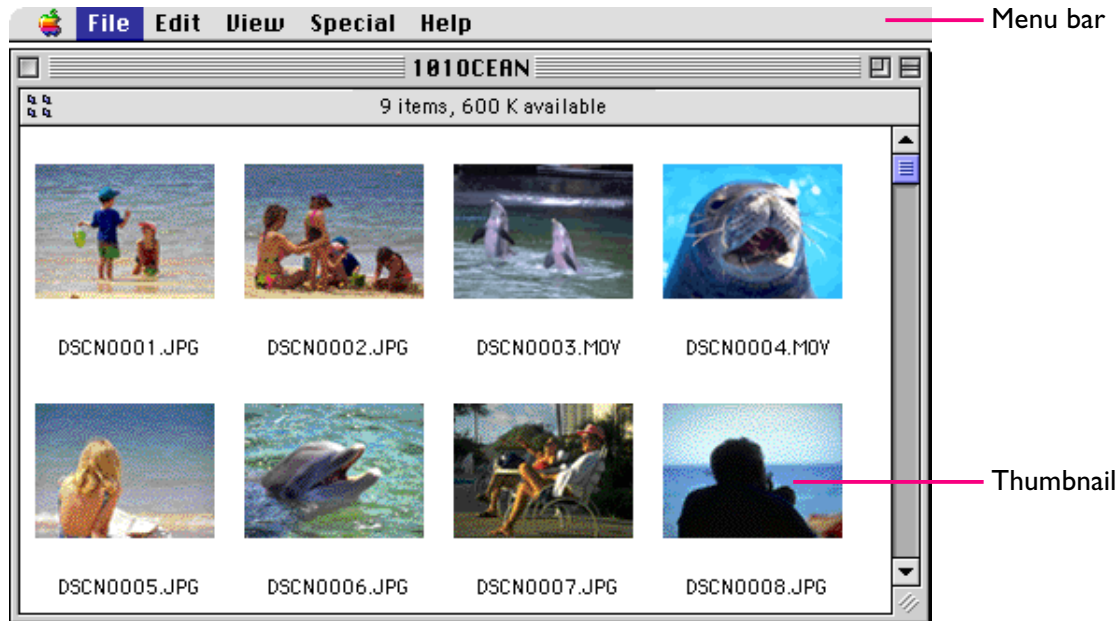 File Edit View Special Help
Menu bar
101OCEAN
9 items, 600 K available
DSCN0001.JPG DSCN0002.JPG DSCN0003.MOV DSCN0004.MOV
Thumbnail
DSCN0005.JPG DSCN0006.JPG DSCN0007.JPG DSCN0008.JPG